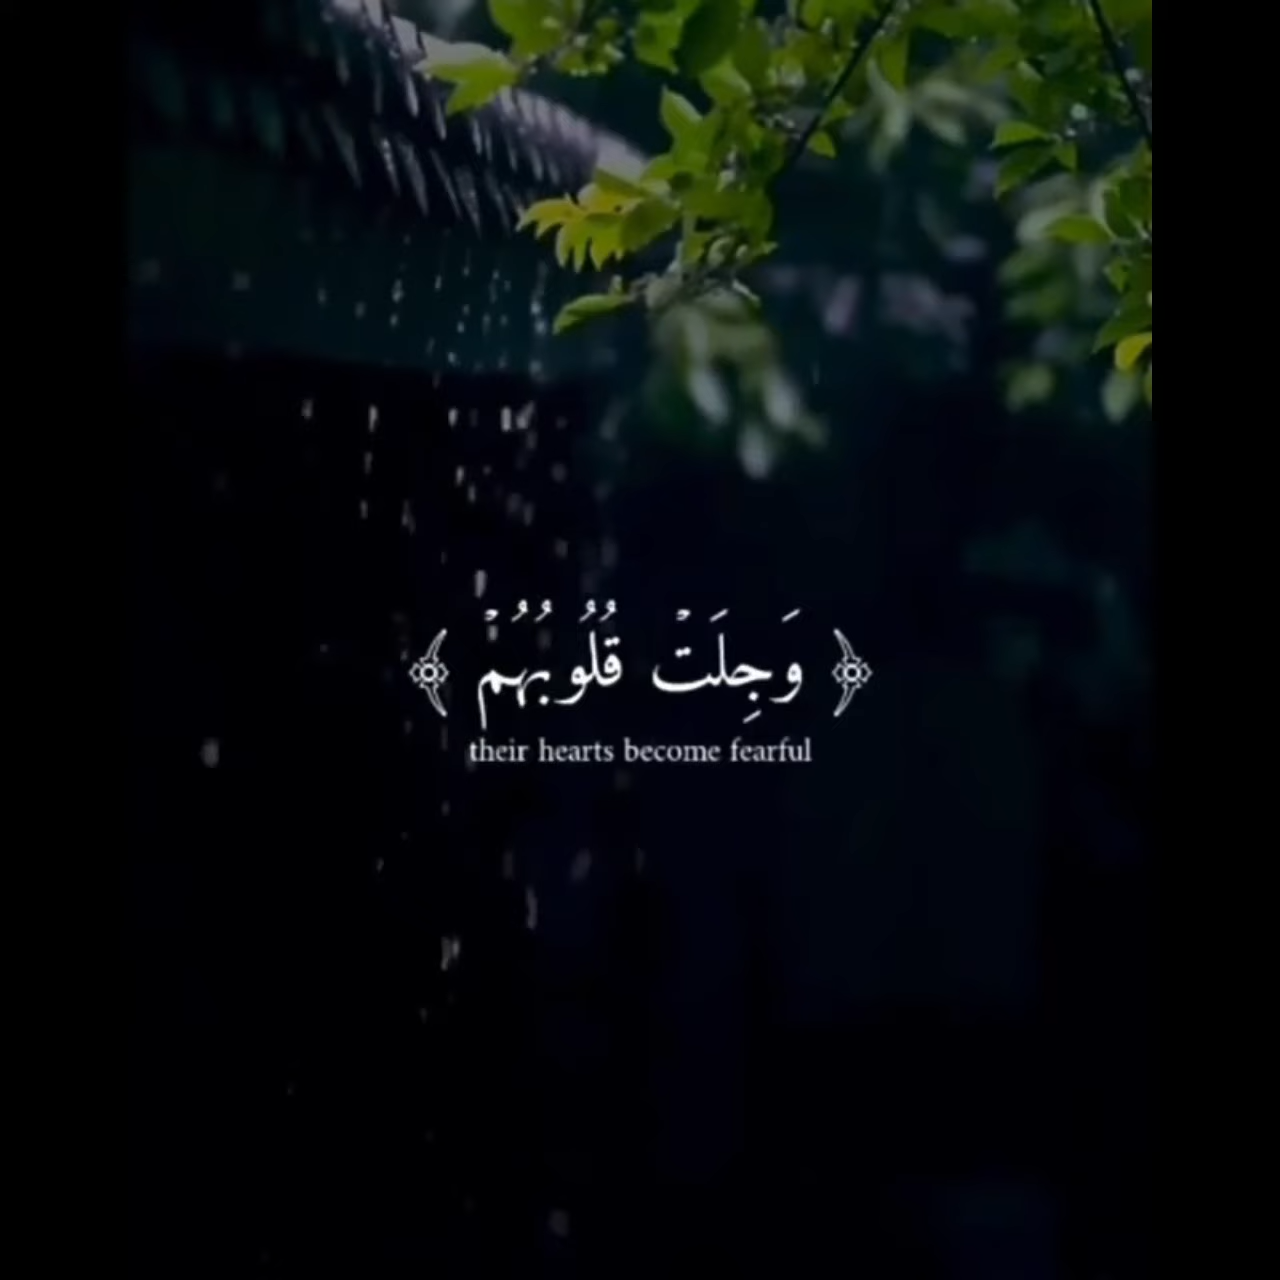 ﴿ وَجِلَتْ قُلُوبُهُمْ ﴾
their hearts become fearful